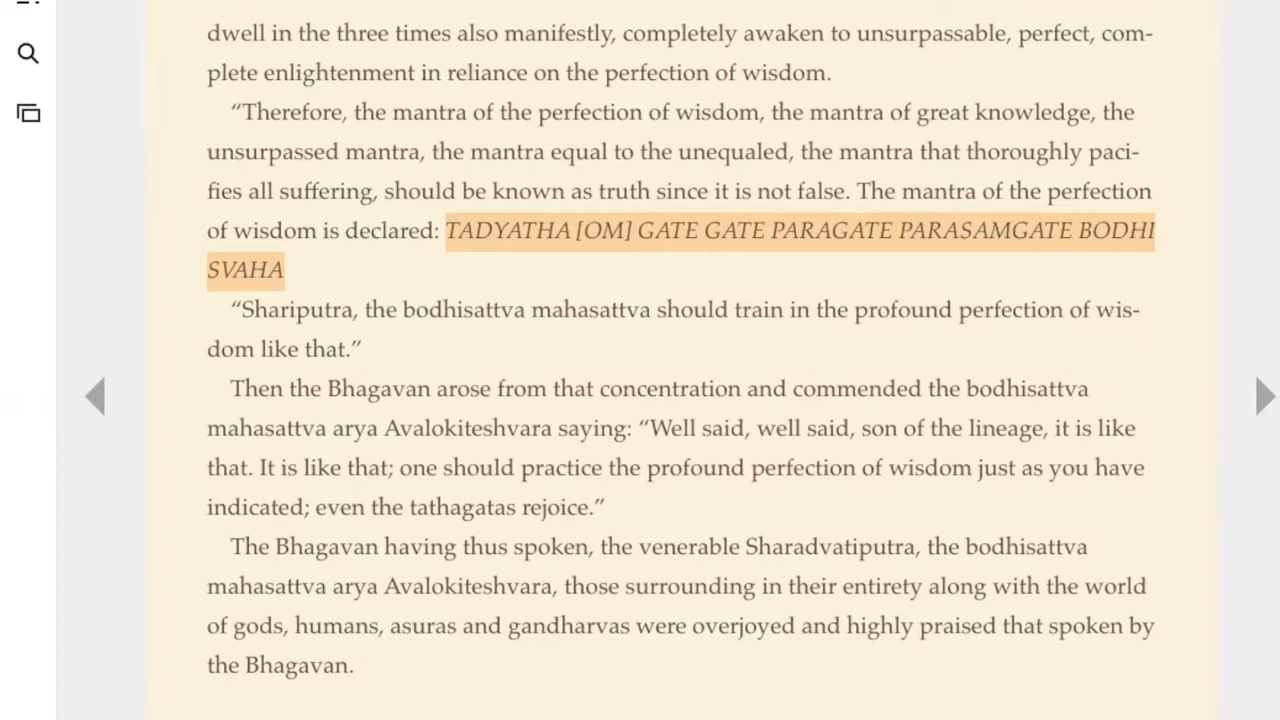 dwell in the three times also manifestly, completely awaken to unsurpassable, perfect, com-
plete enlightenment in reliance on the perfection of wisdom.
“Therefore, the mantra of the perfection of wisdom, the mantra of great knowledge, the
unsurpassed mantra, the mantra equal to the unequaled, the mantra that thoroughly paci-
fies all suffering, should be known as truth since it is not false. The mantra of the perfection
of wisdom is declared: TADYATHA [OM] GATE GATE PARAGATE PARASAMGATE BODHI
SVAHA
“Shariputra, the bodhisattva mahasattva should train in the profound perfection of wis-
dom like that.”
Then the Bhagavan arose from that concentration and commended the bodhisattva
mahasattva arya Avalokiteshvara saying: “Well said, well said, son of the lineage, it is like
that. It is like that; one should practice the profound perfection of wisdom just as you have
indicated; even the tathagatas rejoice.”
The Bhagavan having thus spoken, the venerable Sharadvatiputra, the bodhisattva
mahasattva arya Avalokiteshvara, those surrounding in their entirety along with the world
of gods, humans, asuras and gandharvas were overjoyed and highly praised that spoken by
the Bhagavan.